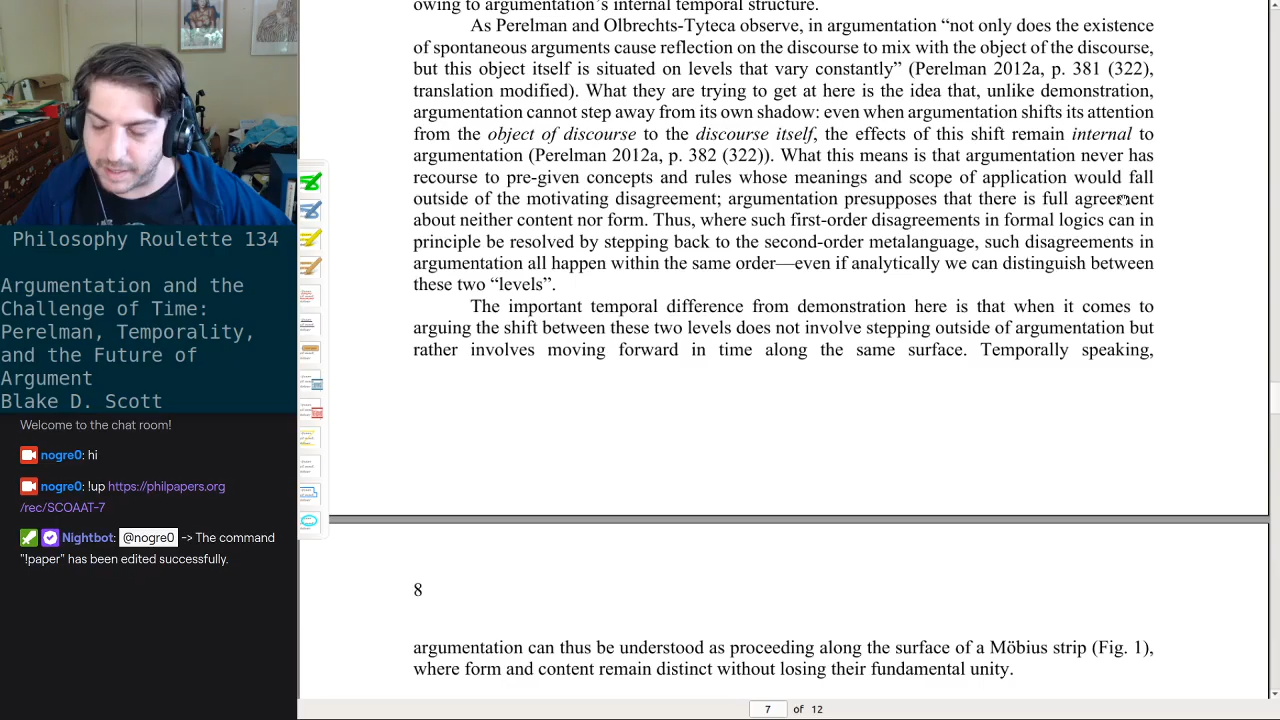 owing to argumentation's internal temporal structure.
As Perelman and Olbrechts-Tyteca observe, in argumentation “not only does the existence
of spontaneous arguments cause reflection on the discourse to mix with the object of the discourse,
but this object itself is situated on levels that vary constantly” (Perelman 2012a, p. 381 (322),
translation modified). What they are trying to get at here is the idea that, unlike demonstration,
argumentation cannot step away from its own shadow: even when argumentation shifts its attention
from the object of discourse to the discourse itself, the effects of this shift remain internal to
argumentation (Perelman 2012a, p. 382 (323)). What this means is that argumentation never has
recourse to pre-given concepts and rules whose meanings and scope of application would fall
outside of the motivating disagreement; argumentation presupposes that there is full agreement
about neither content nor form. Thus, where such first-order disagreements in formal logics can in
principle be resolved by stepping back to the second-order metalanguage, such disagreements in
argumentation all happen within the same order—even if analytically we can distinguish between
these two “levels”.
One important temporal difference from demonstration here is that when it comes to
arguing, the shift between these two levels does not involve stepping outside of argumentation but
rather involves moving forward in time along the same surface. Temporally speaking,
8
argumentation can thus be understood as proceeding along the surface of a Möbius strip (Fig. 1),
where form and content remain distinct without losing their fundamental unity.
Philosophy Roulette 134
Argumentation and the
Challenge of Time:
Perelman, Temporality,
and the Future of
Argument
Blake D. Scott
Welcome to the chat room!
nogre0: hi
nogre0: !up https://philpapers.org
/rec/SCOAAT-7
Nightbot: @nogre0 -> The command
"!paper" has been edited successfully.
7 of 12